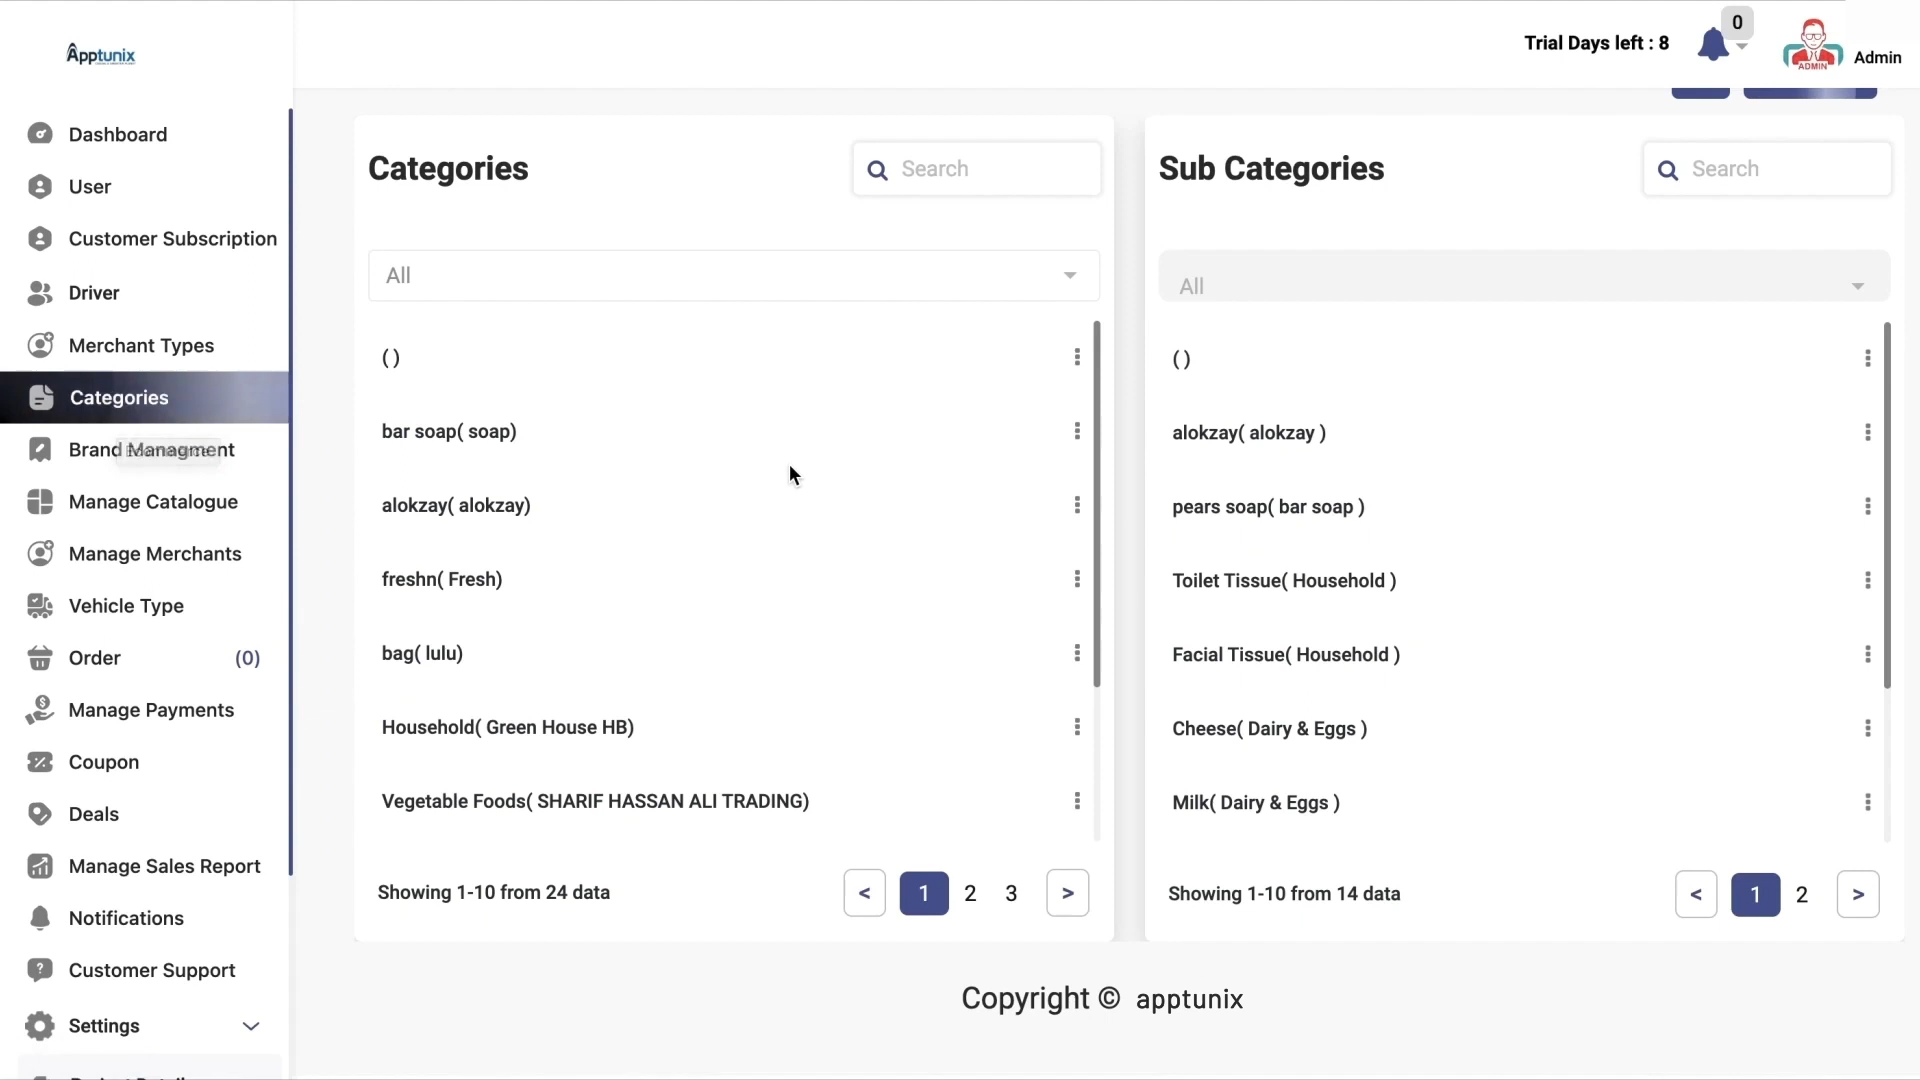 Apptunix
Trial Days left : 8
0
ADMIN
Admin
Dashboard
User
Customer Subscription
Driver
Merchant Types
Categories
Brand Managment
Manage Catalogue
Manage Merchants
Vehicle Type
Order (0)
Manage Payments
Coupon
Deals
Manage Sales Report
Notifications
Customer Support
Settings
Categories
Search
All
( )
bar soap( soap)
alokzay( alokzay)
freshn( Fresh)
bag( lulu)
Household( Green House HB)
Vegetable Foods( SHARIF HASSAN ALI TRADING)
Showing 1-10 from 24 data
< 1 2 3 >
Sub Categories
Search
All
( )
alokzay( alokzay )
pears soap( bar soap )
Toilet Tissue( Household )
Facial Tissue( Household )
Cheese( Dairy & Eggs )
Milk( Dairy & Eggs )
Showing 1-10 from 14 data
< 1 2 >
Copyright © apptunix